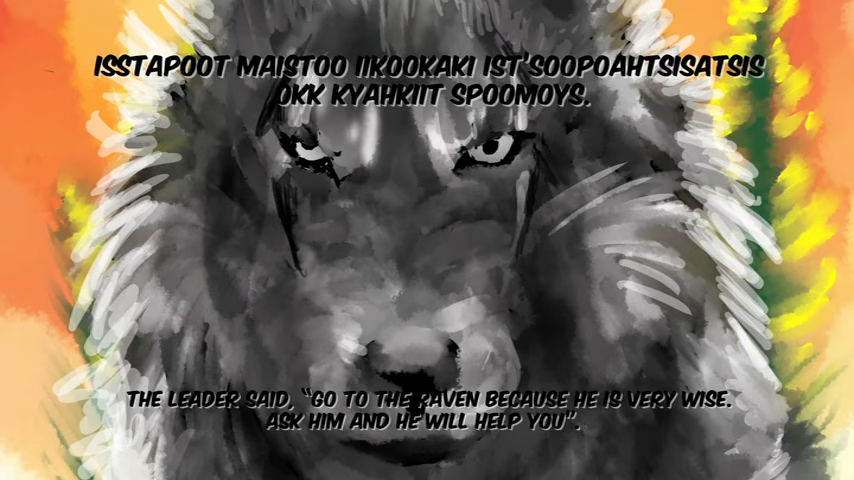 ISSTAPOOT MAISTOO IIKOOKAKI IST'SOOPOAHTSISATSIS
OKK KYAHKIIT SPOOMOYS.
THE LEADER SAID, "GO TO THE RAVEN BECAUSE HE IS VERY WISE.
ASK HIM AND HE WILL HELP YOU".